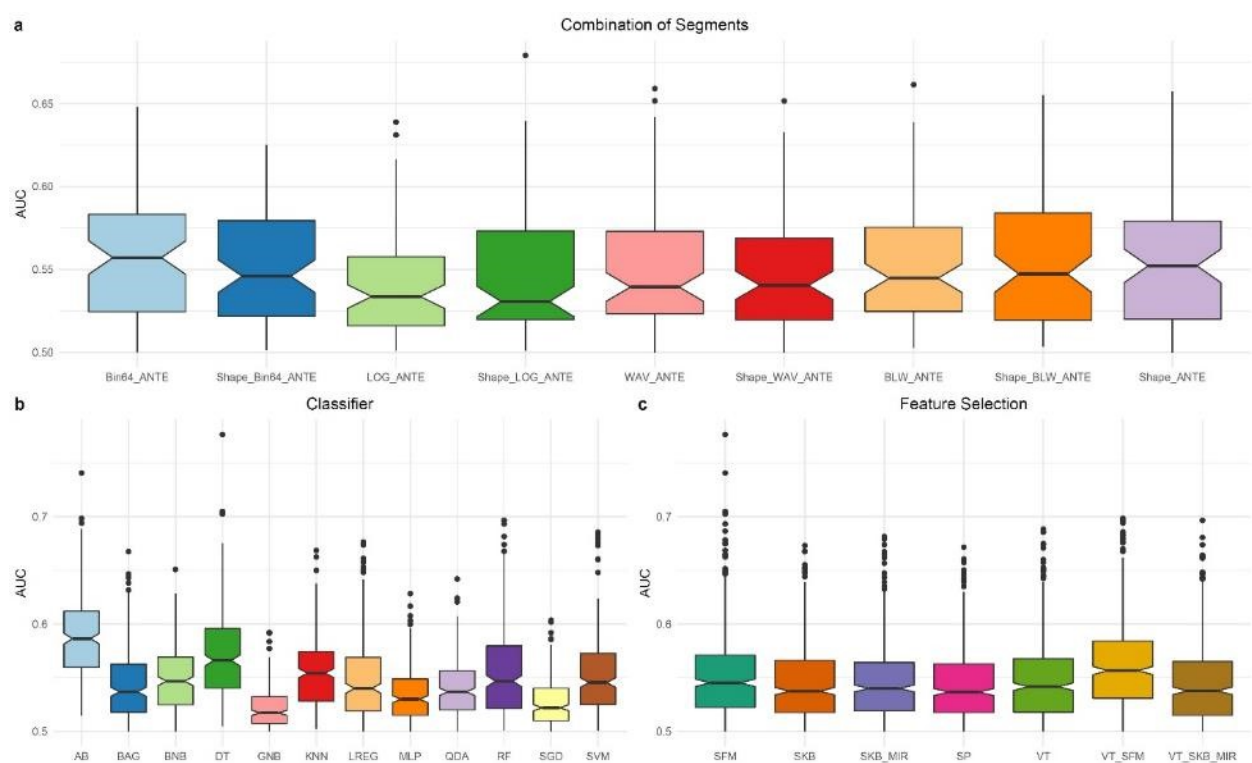 a
Combination of Segments
AUC
0.65
0.60
0.55
0.50
Bin64_ANTE Shape_Bin64_ANTE LOG_ANTE Shape_LOG_ANTE WAV_ANTE Shape_WAV_ANTE BLW_ANTE Shape_BLW_ANTE Shape_ANTE
b
Classifier
AUC
0.7
0.6
0.5
AB BAG BNB DT GNB KNN LREG MLP QDA RF SGD SVM
c
Feature Selection
AUC
0.7
0.6
0.5
SFM SKB SKB_MIR SP VT VT_SFM VT_SKB_MIR